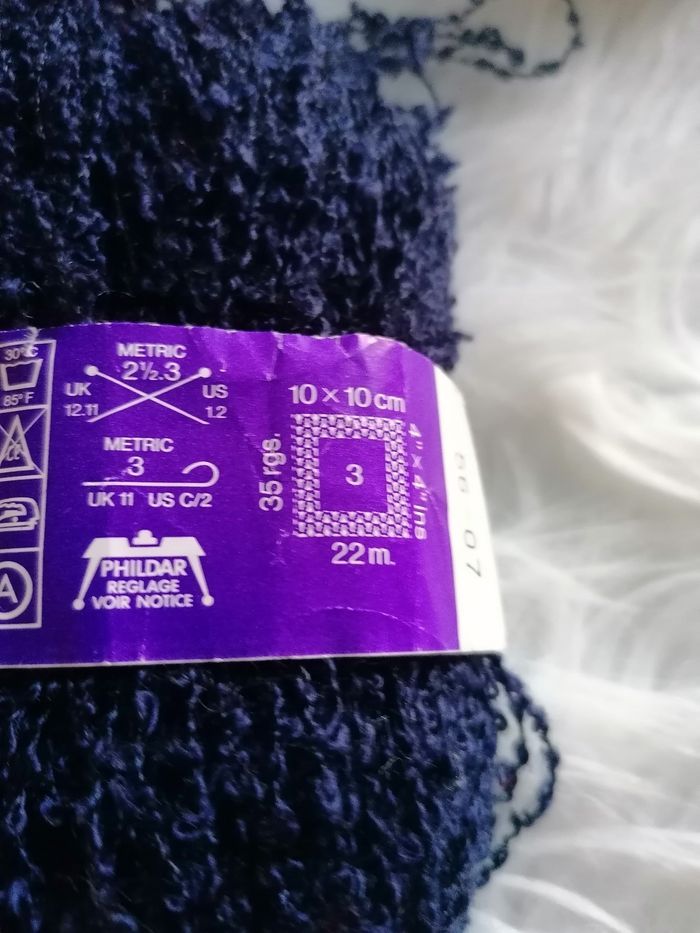 30°C
85°F
A
METRIC
2½.3
UK
US
12.11
1.2
METRIC
3
UK 11 US C/2
PHILDAR
REGLAGE
VOIR NOTICE
10 × 10 cm
35 rgs.
3
4" x 4" ins
22 m.
07